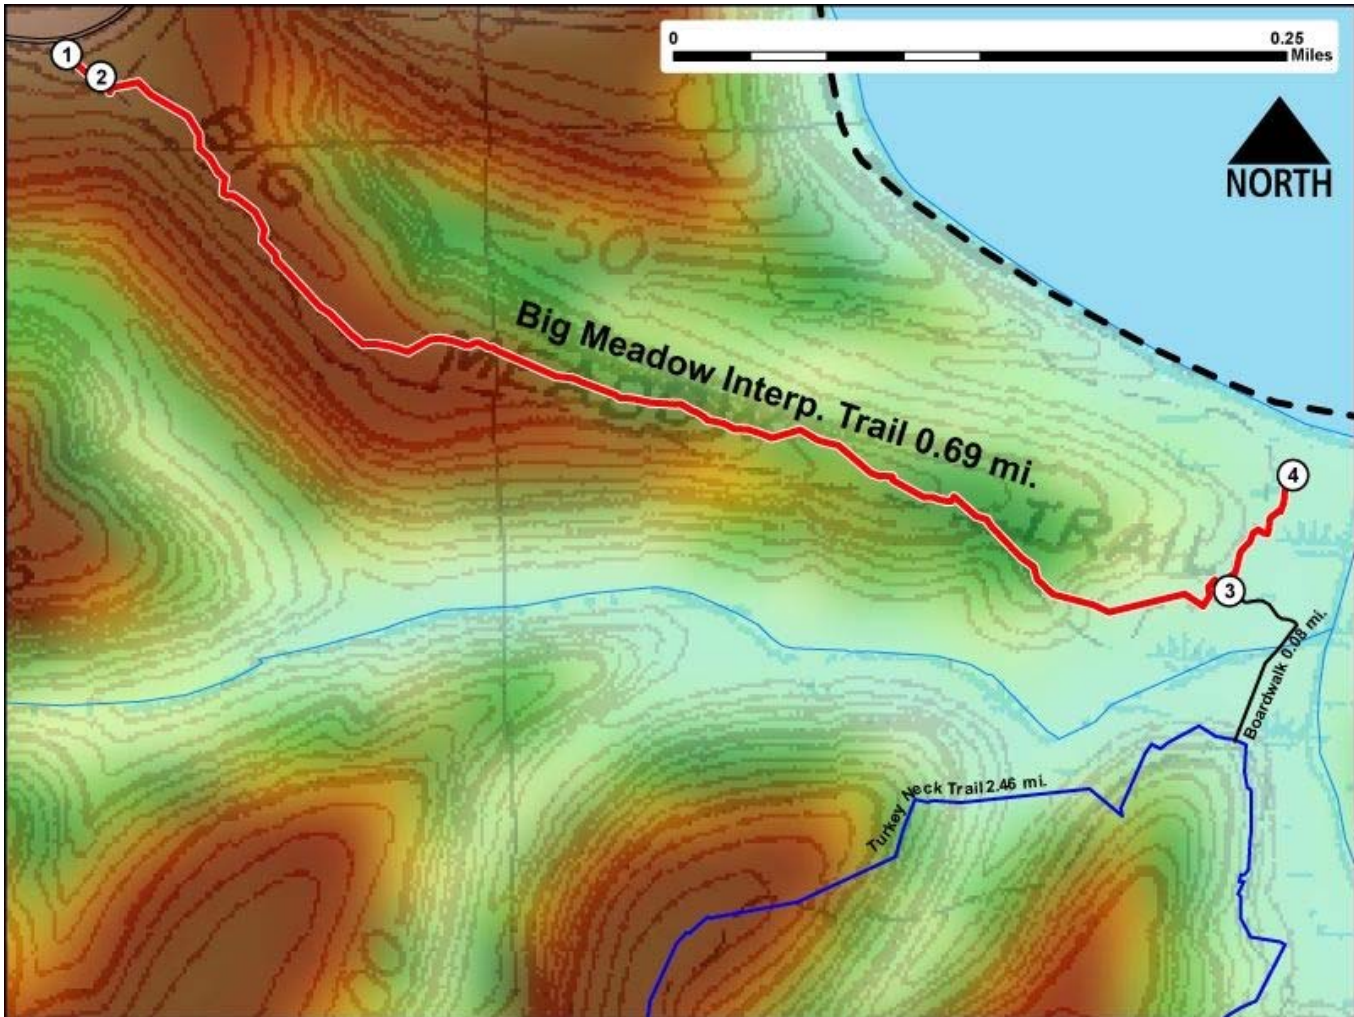 0 0.25
Miles
NORTH
1
2
BIG
50
Big Meadow Interp. Trail 0.69 mi.
MEADOW
TRAIL
4
3
Boardwalk 0.08 mi.
Turkey Neck Trail 2.46 mi.